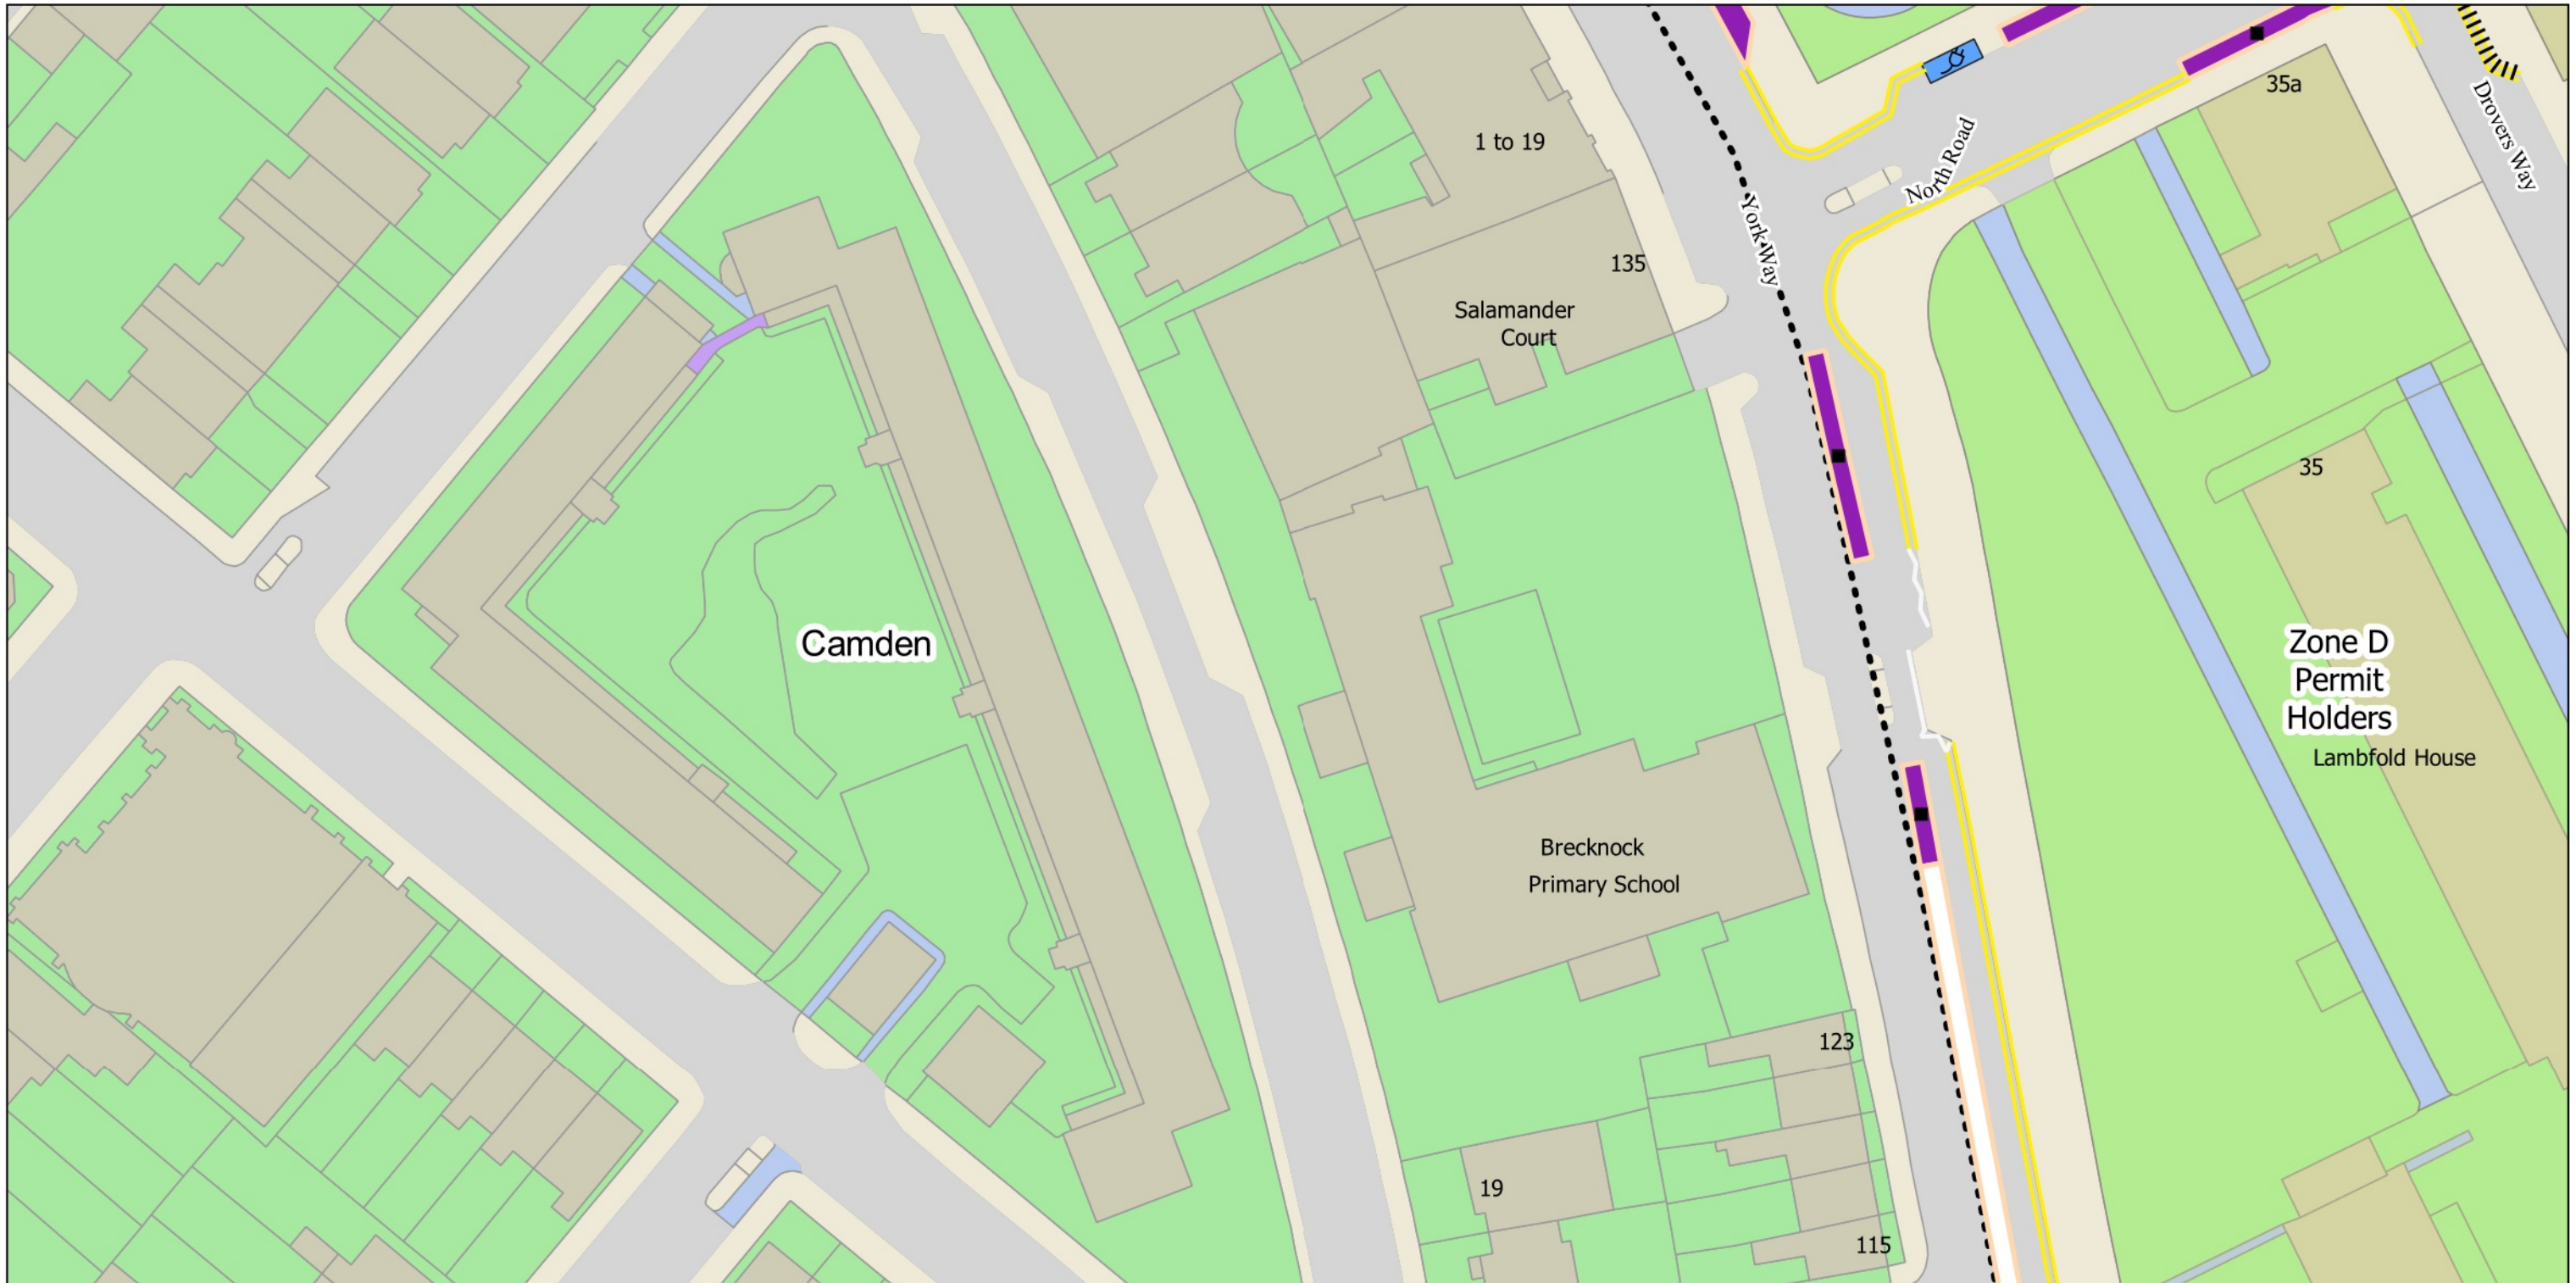 35a
Drovers Way
1 to 19
North Road
York Way
135
Salamander
Court
35
Camden
Zone D
Permit
Holders
Lambfold House
Brecknock
Primary School
123
19
115